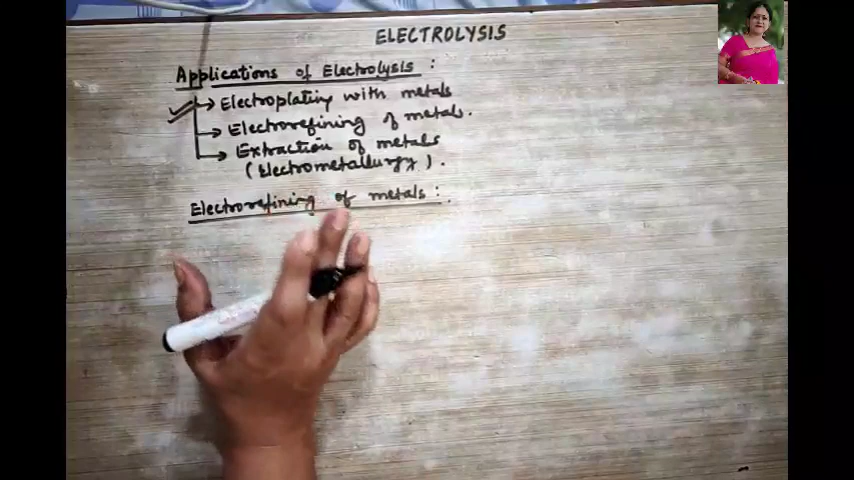 ELECTROLYSIS
Applications of Electrolysis :
Electroplating with metals
Electrorefining of metals.
Extraction of metals
(Electrometallurgy).
Electrorefining of metals :